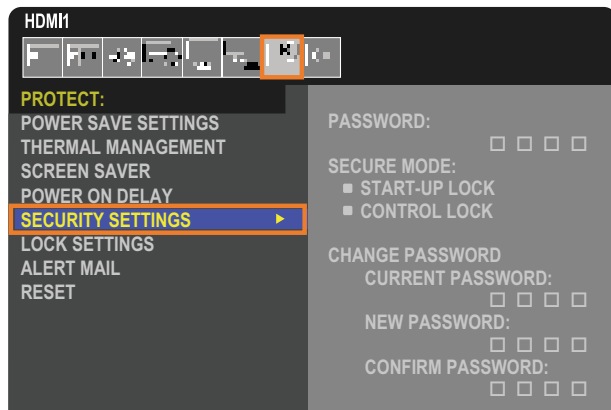 HDMI1
PROTECT:
POWER SAVE SETTINGS
THERMAL MANAGEMENT
SCREEN SAVER
POWER ON DELAY
SECURITY SETTINGS
LOCK SETTINGS
ALERT MAIL
RESET
PASSWORD:
SECURE MODE:
START-UP LOCK
CONTROL LOCK
CHANGE PASSWORD
CURRENT PASSWORD:
NEW PASSWORD:
CONFIRM PASSWORD: